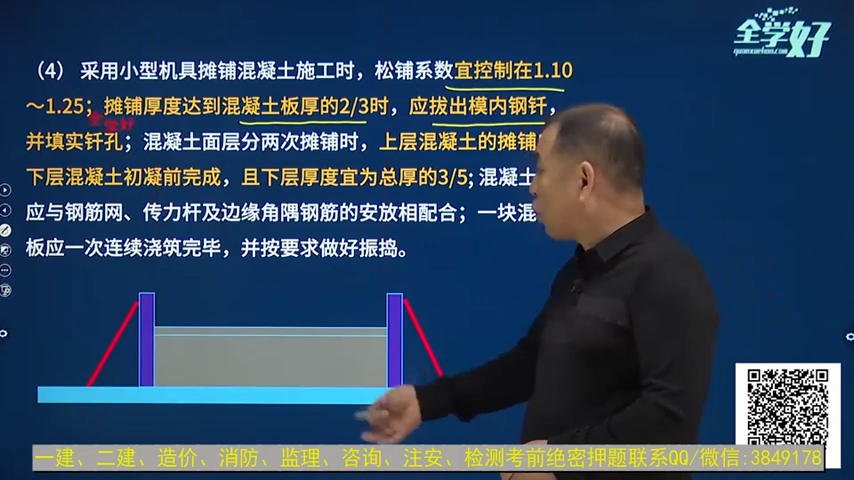 全学好
quanxuehao.com
（4） 采用小型机具摊铺混凝土施工时，松铺系数宜控制在1.10
～1.25；摊铺厚度达到混凝土板厚的2/3时，应拔出模内钢钎，
全学好
并填实钎孔；混凝土面层分两次摊铺时，上层混凝土的摊铺
下层混凝土初凝前完成，且下层厚度宜为总厚的3/5；混凝土
应与钢筋网、传力杆及边缘角隅钢筋的安放相配合；一块混
板应一次连续浇筑完毕，并按要求做好振捣。
一建、二建、造价、消防、监理、咨询、注安、检测考前绝密押题联系QQ/微信:3849178